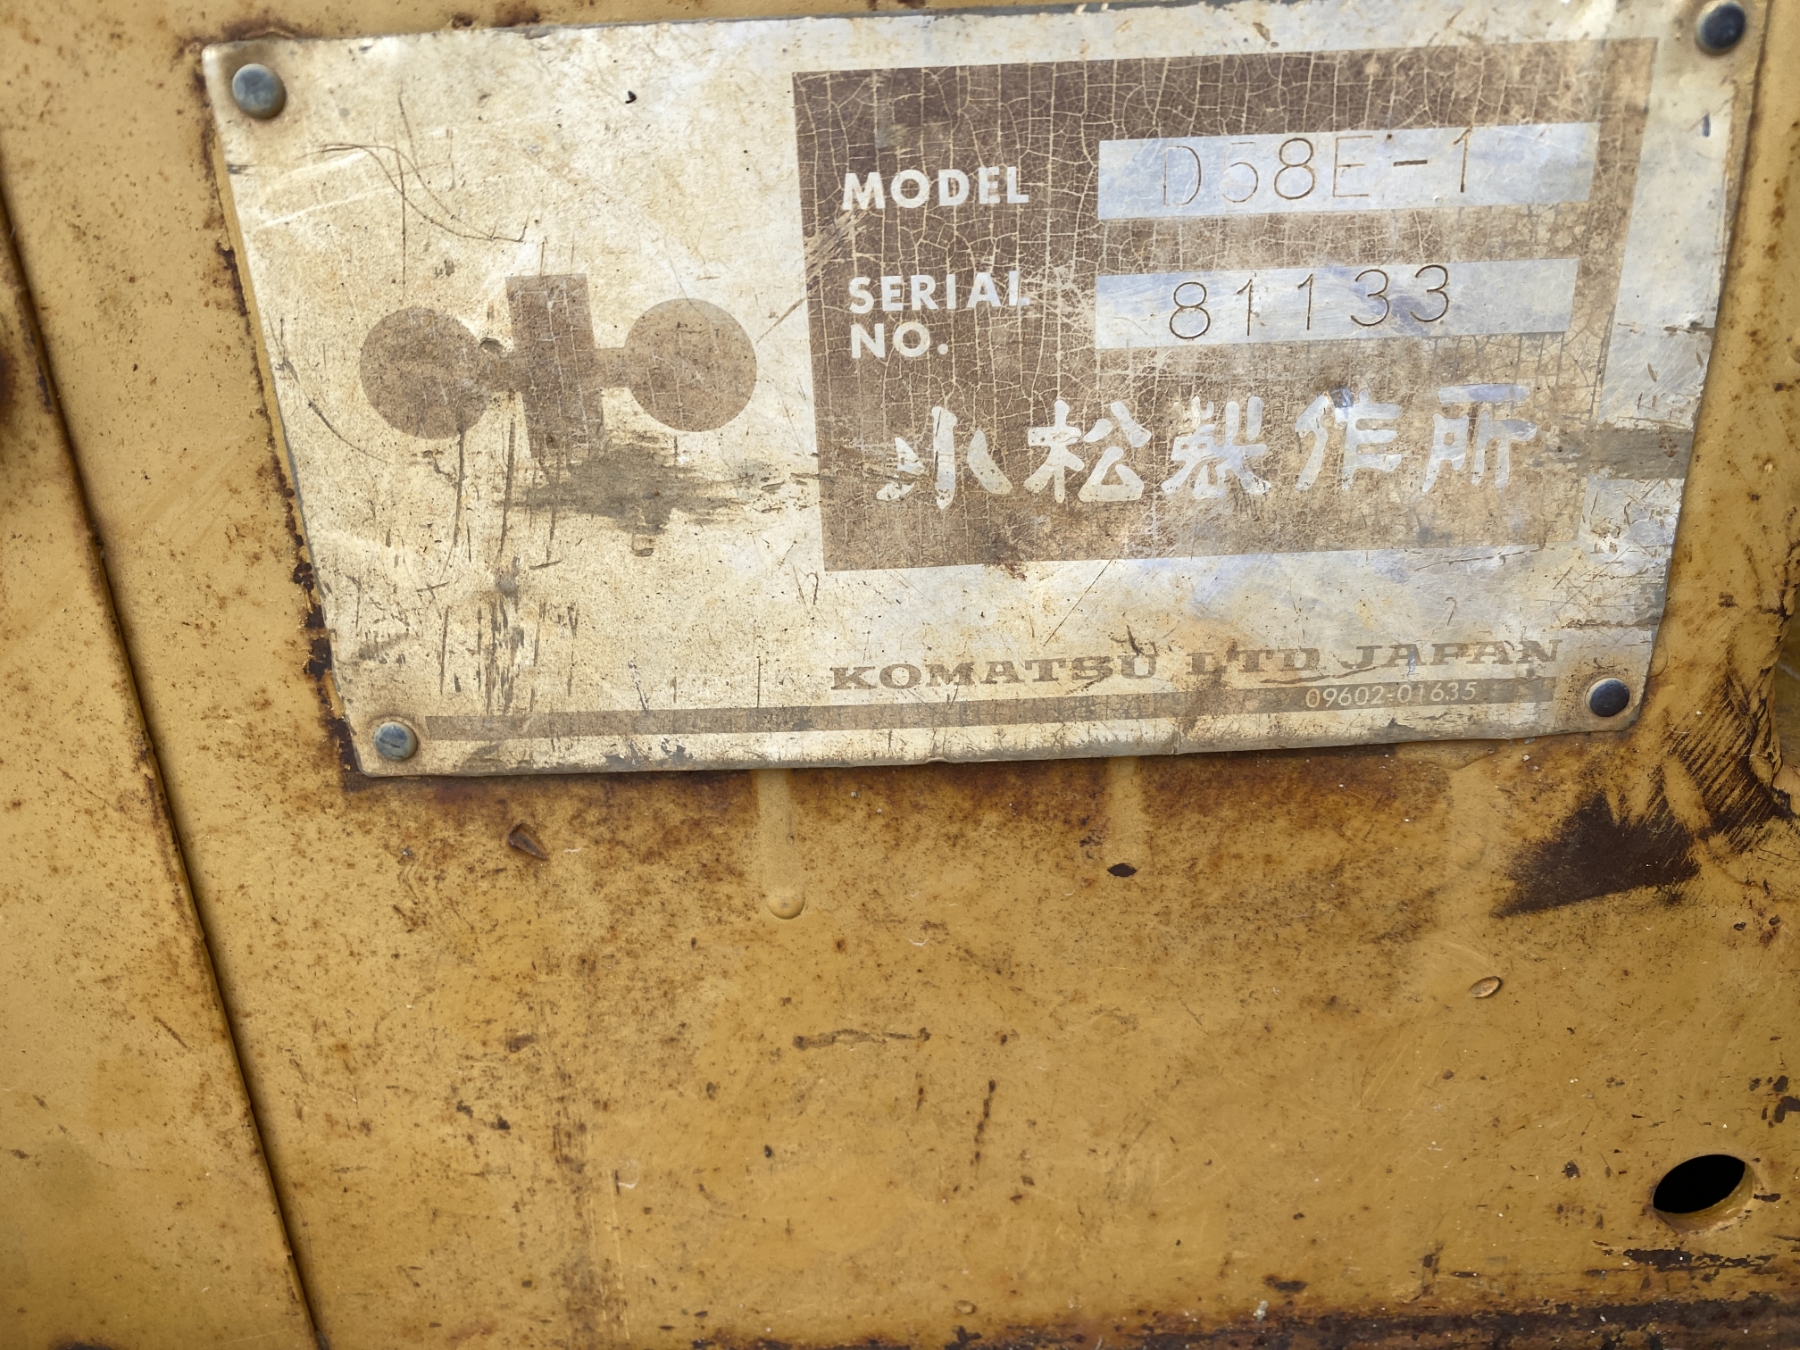 MODEL D58E-1
SERIAL NO. 81133
小松製作所
KOMATSU LTD JAPAN
09602-01635